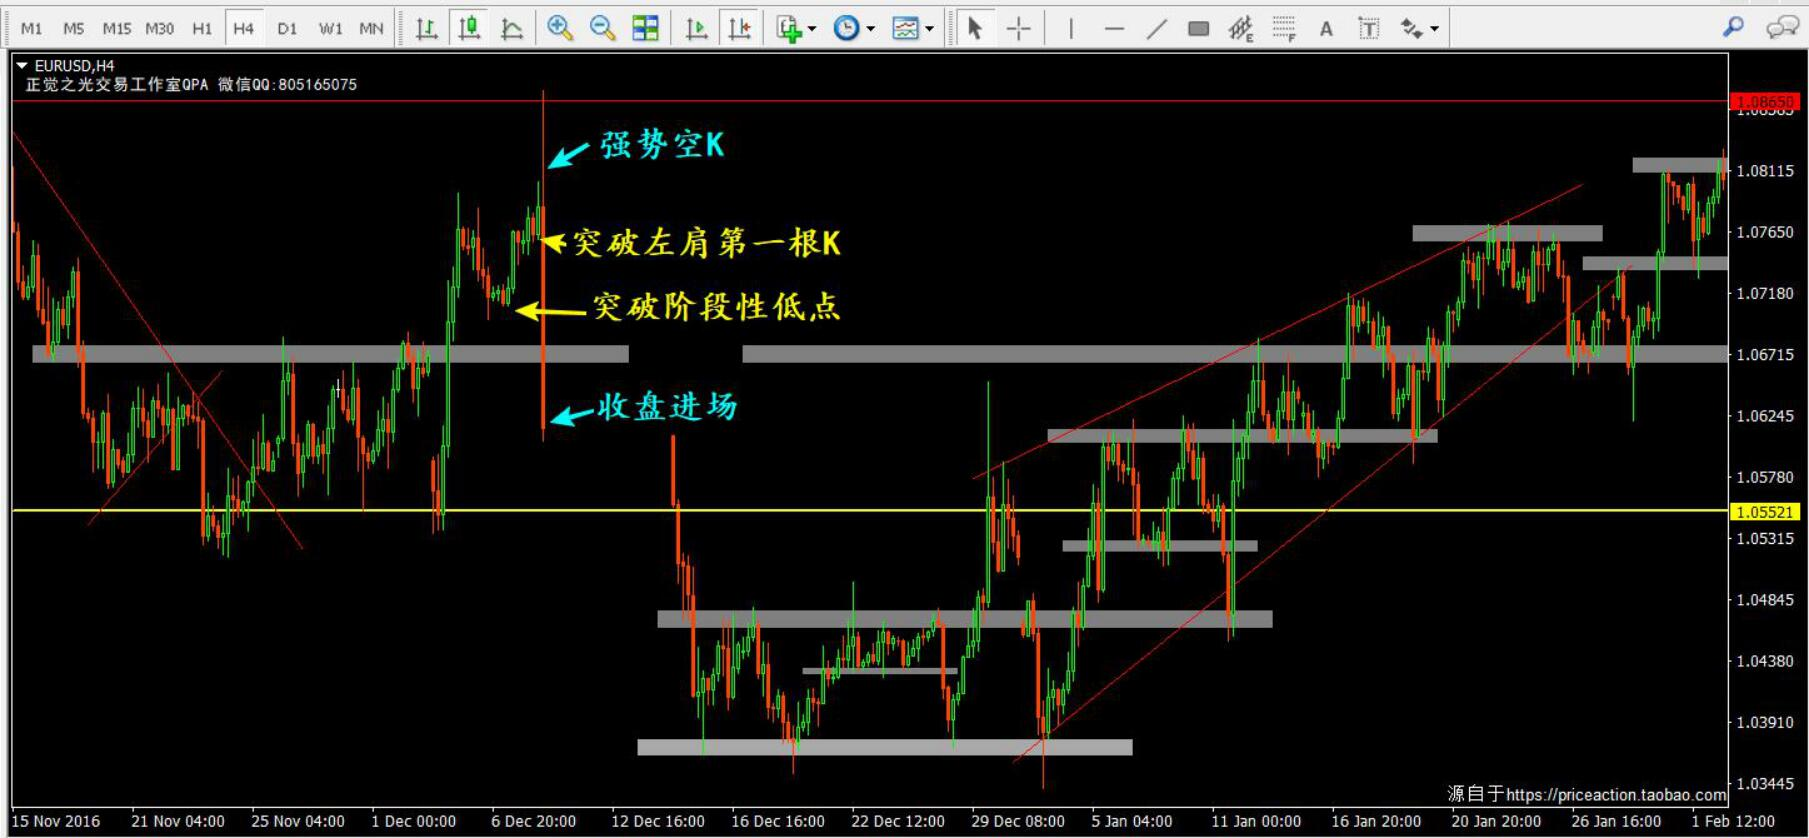 M1 M5 M15 M30 H1 H4 D1 W1 MN E F A T
EURUSD,H4
正觉之光交易工作室QPA 微信QQ:805165075
1.08650
1.08585
强势空K
1.08115
突破左肩第一根K
1.07650
突破阶段性低点
1.07180
1.06715
收盘进场
1.06245
1.05780
1.05521
1.05315
1.04845
1.04380
1.03910
1.03445
源自于https://priceaction.taobao.com
15 Nov 2016 21 Nov 04:00 25 Nov 04:00 1 Dec 00:00 6 Dec 20:00 12 Dec 16:00 16 Dec 16:00 22 Dec 12:00 29 Dec 08:00 5 Jan 04:00 11 Jan 00:00 16 Jan 20:00 20 Jan 20:00 26 Jan 16:00 1 Feb 12:00